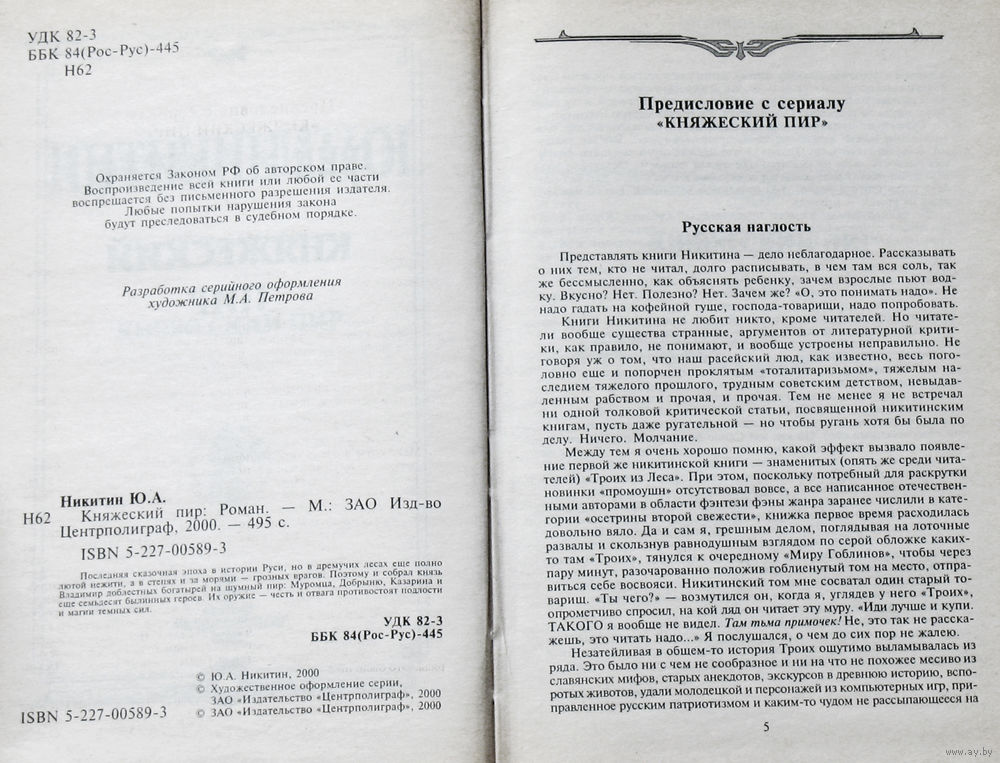 УДК 82-3
ББК 84(Рос-Рус)-445
Н62
Охраняется Законом РФ об авторском праве.
Воспроизведение всей книги или любой ее части
воспрещается без письменного разрешения издателя.
Любые попытки нарушения закона
будут преследоваться в судебном порядке.
Разработка серийного оформления
художника М.А. Петрова
Никитин Ю.А.
Н62 Княжеский пир: Роман. — М.: ЗАО Изд-во
Центрполиграф, 2000. — 495 с.
ISBN 5-227-00589-3
Последняя сказочная эпоха в истории Руси, но в дремучих лесах еще полно
лютой нежити, а в степях и за морями — грозных врагов. Поэтому и собрал князь
Владимир доблестных богатырей на шумный пир: Муромца, Добрыню, Казарина и
еще семьдесят былинных героев. Их оружие — честь и отвага противостоят подлости
и магии темных сил.
УДК 82-3
ББК 84(Рос-Рус)-445
© Ю.А. Никитин, 2000
© Художественное оформление серии,
ЗАО «Издательство «Центрполиграф», 2000
ISBN 5-227-00589-3 © ЗАО «Издательство «Центрполиграф», 2000
Предисловие с сериалу
«КНЯЖЕСКИЙ ПИР»
Русская наглость
Представлять книги Никитина — дело неблагодарное. Рассказывать
о них тем, кто не читал, долго расписывать, в чем там вся соль, так
же бессмысленно, как объяснять ребенку, зачем взрослые пьют вод-
ку. Вкусно? Нет. Полезно? Нет. Зачем же? «О, это понимать надо». Не
надо гадать на кофейной гуще, господа-товарищи, надо попробовать.
Книги Никитина не любит никто, кроме читателей. Но читате-
ли вообще существа странные, аргументов от литературной крити-
ки, как правило, не понимают, и вообще устроены неправильно. Не
говоря уж о том, что наш расейский люд, как известно, весь пого-
ловно еще и попорчен проклятым «тоталитаризьмом», тяжелым на-
следием тяжелого прошлого, трудным советским детством, невыдав-
ленным рабством и прочая, и прочая. Тем не менее я не встречал
ни одной толковой критической статьи, посвященной никитинским
книгам, пусть даже ругательной — но чтобы ругань хотя бы была по
делу. Ничего. Молчание.
Между тем я очень хорошо помню, какой эффект вызвало появле-
ние первой же никитинской книги — знаменитых (опять же среди чита-
телей) «Троих из Леса». При этом, поскольку потребный для раскрутки
новинки «промоушн» отсутствовал вовсе, а все написанное отечествен-
ными авторами в области фэнтези фэны жанра заранее числили в кате-
гории «осетрины второй свежести», книжка первое время расходилась
довольно вяло. Да и сам я, грешным делом, поглядывая на лоточные
развалы и скользнув равнодушным взглядом по серой обложке каких-
то там «Троих», тянулся к очередному «Миру Гоблинов», чтобы через
пару минут, разочарованно положив гоблиенутый том на место, отправ-
иться себе восвояси. Никитинский том мне сосватал один старый то-
варищ. «Ты чего?» — возмутился он, когда я, углядев у него «Троих»,
опрометчиво спросил, на кой ляд он читает эту муру. «Иди лучше и купи.
ТАКОГО я вообще не видел. Там тьма примочек! Не, это так не расска-
жешь, это читать надо...» Я послушался, о чем до сих пор не жалею.
Незатейливая в общем-то история Троих ощутимо выламывалась из
ряда. Это было ни с чем не сообразное и ни на что не похожее месиво из
славянских мифов, старых анекдотов, экскурсов в древнюю историю, вспо-
ротых животов, удали молодецкой и персонажей из компьютерных игр, при-
правленное русским патриотизмом и каким-то чудом не рассыпающееся на
5
www.ay.by